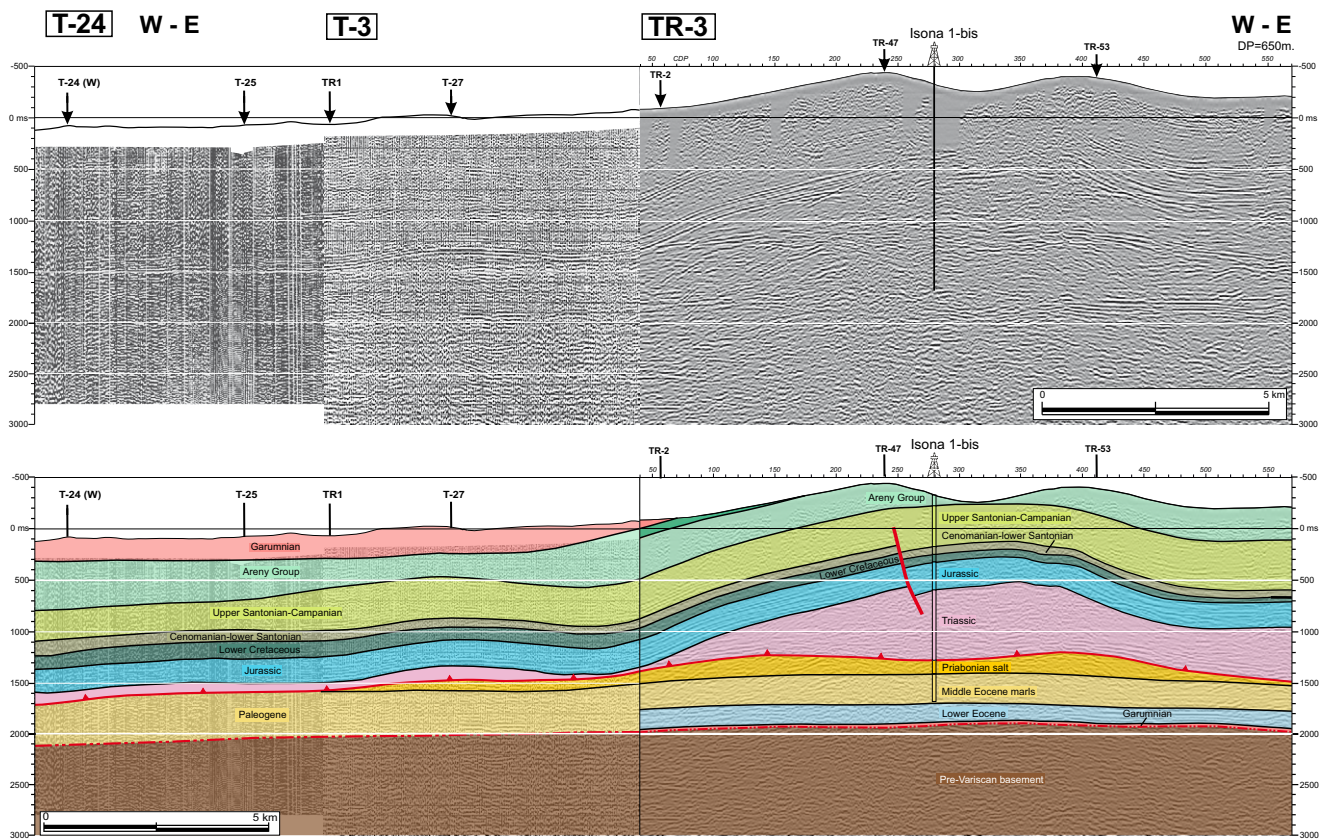 T-24 W - E T-3 TR-3 Isona 1-bis W - E
DP=650m.
TR-47 TR-53
50 CDP 100 150 200 250 300 350 400 450 500 550
T-24 (W) T-25 TR1 T-27 TR-2
-500 -500
0 ms 0 ms
500 500
1000 1000
1500 1500
2000 2000
2500 2500
0 5 km
3000 3000
TR-2 TR-47 Isona 1-bis TR-53
50 100 150 200 250 300 350 400 450 500 550
-500 -500
T-24 (W) T-25 TR1 T-27
Areny Group
Upper Santonian-Campanian
0 ms 0 ms
Cenomanian-lower Santonian
Garumnian
Lower Cretaceous
Areny Group
Jurassic
500 500
Upper Santonian-Campanian
Triassic
1000 1000
Cenomanian-lower Santonian
Lower Cretaceous
Jurassic
Priabonian salt
1500 1500
Middle Eocene marls
Paleogene
Lower Eocene Garumnian
2000 2000
Pre-Variscan basement
2500 2500
0 5 km
3000 3000